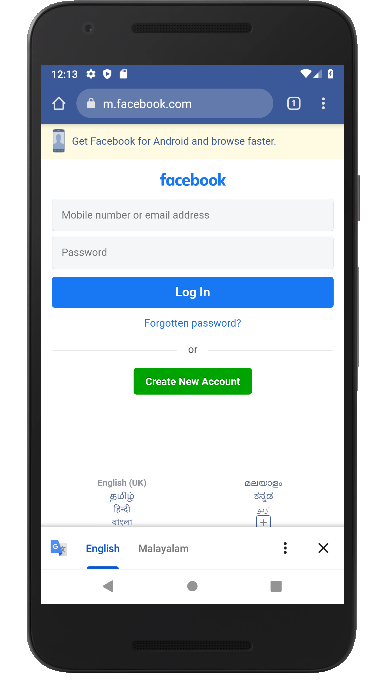 12:13
m.facebook.com
1
Get Facebook for Android and browse faster.
facebook
Mobile number or email address
Password
Log In
Forgotten password?
or
Create New Account
English (UK) മലയാളം
தமிழ் ಕನ್ನಡ
हिन्दी اردو
বাংলা +
G
English Malayalam